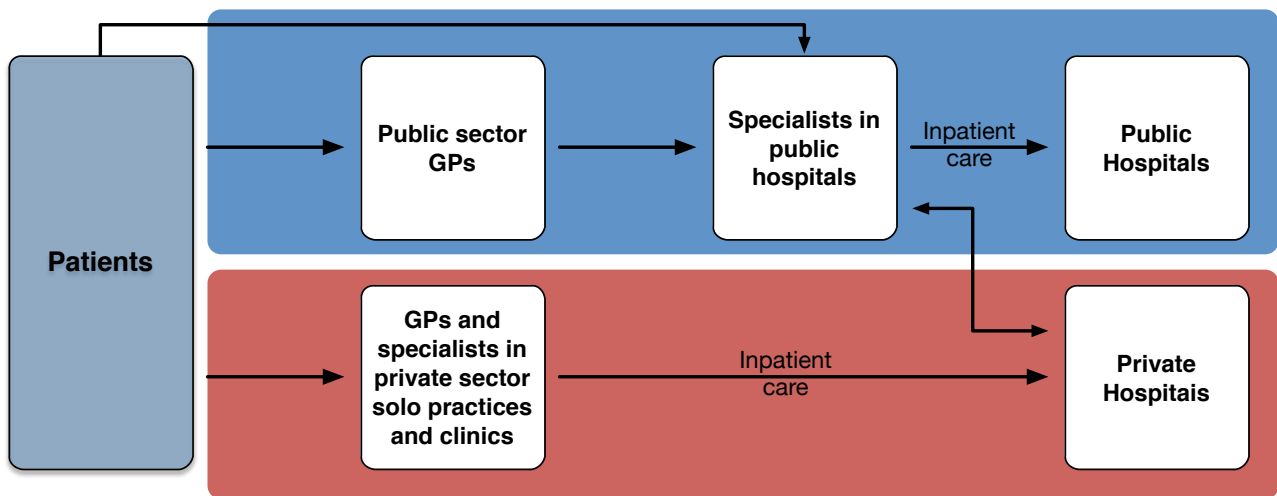 Patients
Public sector
GPs
Specialists in
public
hospitals
Inpatient
care
Public
Hospitals
GPs and
specialists in
private sector
solo practices
and clinics
Inpatient
care
Private
Hospitais